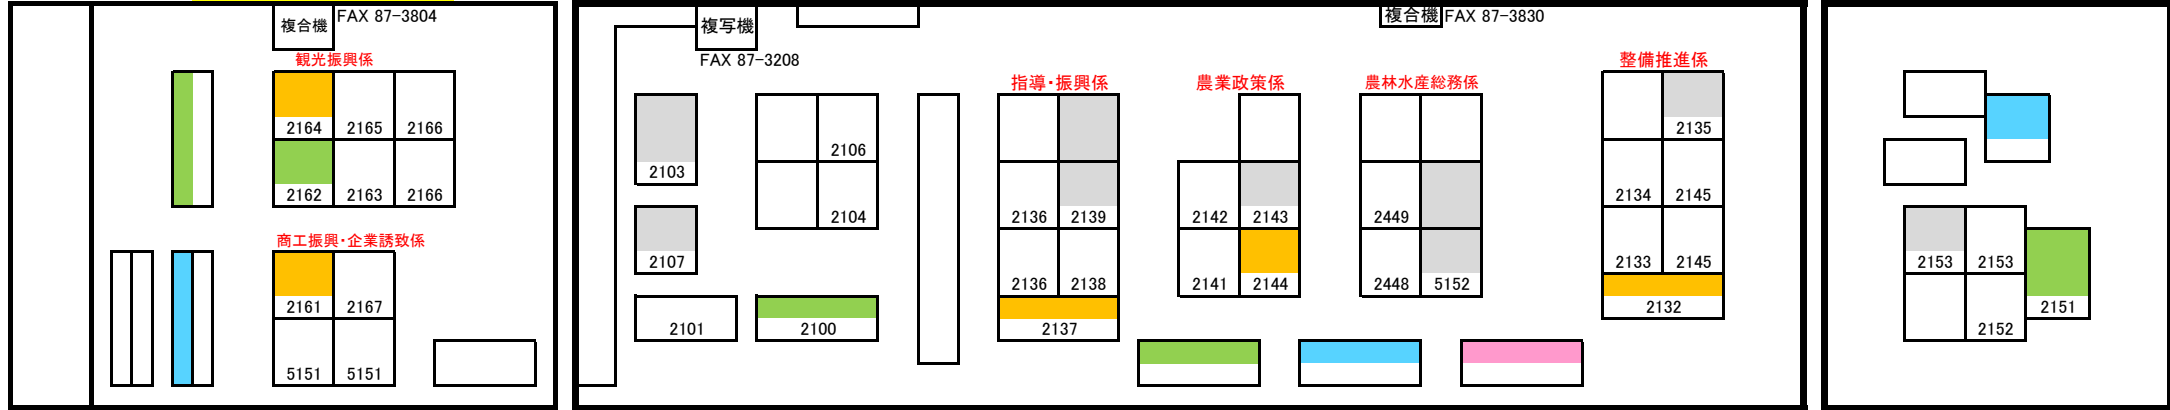 複合機
FAX 87-3804
観光振興係
2164 2165 2166
2162 2163 2166
商工振興・企業誘致係
2161 2167
5151 5151
複写機
FAX 87-3208
複合機
FAX 87-3830
2103
2107
2101
2106
2104
2100
指導・振興係
2136 2139
2136 2138
2137
農業政策係
2142 2143
2141 2144
農林水産総務係
2449
2448 5152
整備推進係
2135
2134 2145
2133 2145
2132
2153 2153
2151
2152